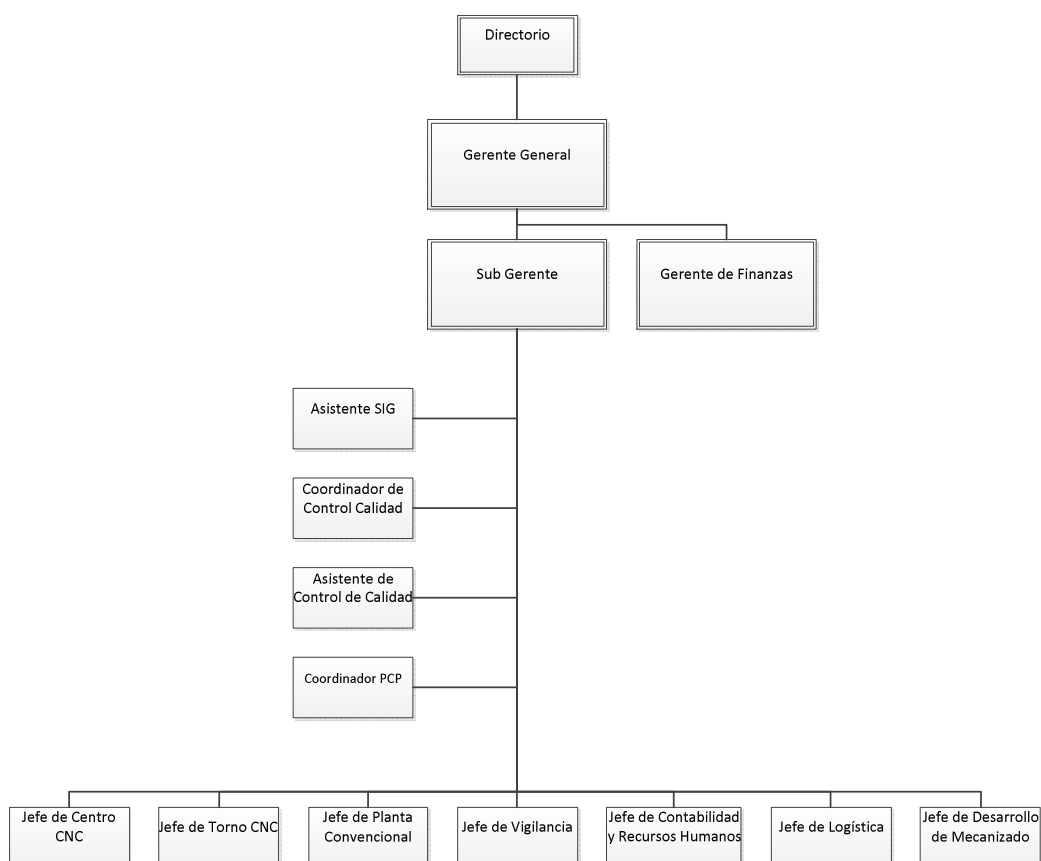 Directorio
Gerente General
Sub Gerente
Gerente de Finanzas
Asistente SIG
Coordinador de
Control Calidad
Asistente de
Control de Calidad
Coordinador PCP
Jefe de Centro
CNC
Jefe de Torno CNC
Jefe de Planta
Convencional
Jefe de Vigilancia
Jefe de Contabilidad
y Recursos Humanos
Jefe de Logística
Jefe de Desarrollo
de Mecanizado